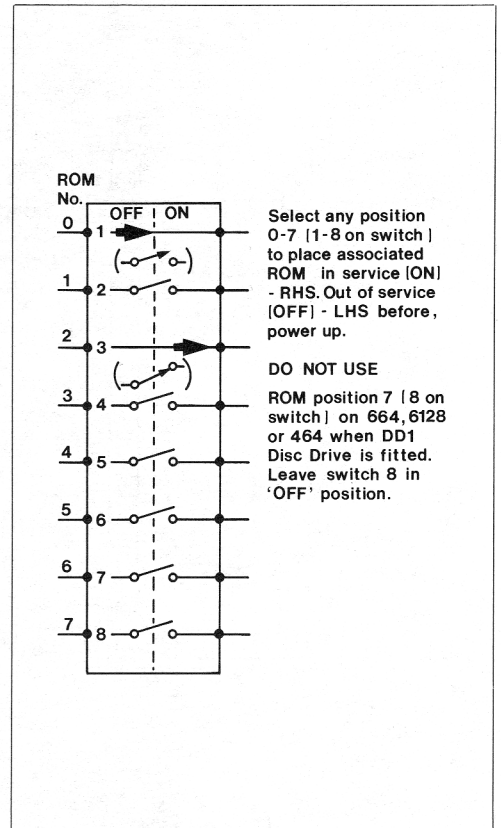 ROM
No.
OFF ON
0 1
1 2
2 3
3 4
4 5
5 6
6 7
7 8
Select any position
0-7 [1-8 on switch ]
to place associated
ROM in service [ON]
- RHS. Out of service
[OFF] - LHS before,
power up.
DO NOT USE
ROM position 7 [ 8 on
switch ] on 664, 6128
or 464 when DD1
Disc Drive is fitted.
Leave switch 8 in
‘OFF’ position.